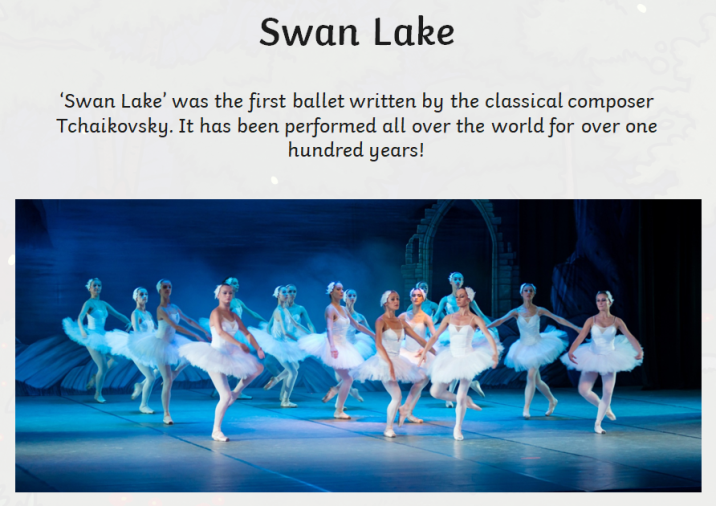 Swan Lake
‘Swan Lake’ was the first ballet written by the classical composer
Tchaikovsky. It has been performed all over the world for over one
hundred years!